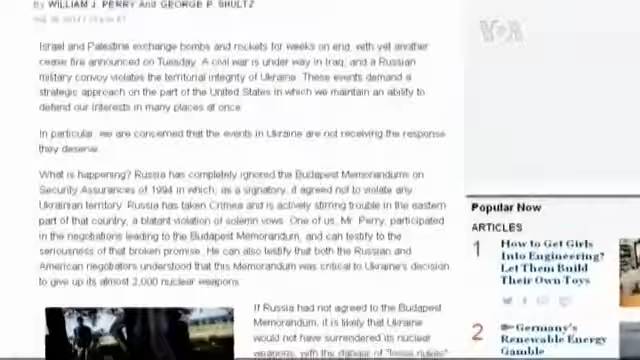 By WILLIAM J. PERRY And GEORGE P. SHULTZ
VOA
Israel and Palestine exchange bombs and rockets for weeks on end, with yet another
cease fire announced on Tuesday. A civil war is under way in Iraq, and a Russian
military convoy violates the territorial integrity of Ukraine. These events demand a
strategic approach on the part of the United States in which we maintain an ability to
defend our interests in many places at once.
In particular, we are concerned that the events in Ukraine are not receiving the response
they deserve.
What is happening? Russia has completely ignored the Budapest Memorandums on
Security Assurances of 1994 in which, as a signatory, it agreed not to violate any
Ukrainian territory. Russia has taken Crimea and is actively stirring trouble in the eastern
part of that country, a blatant violation of solemn vows. One of us, Mr. Perry, participated
in the negotiations leading to the Budapest Memorandum, and can testify to the
seriousness of that broken promise. He can also testify that both the Russian and
American negotiators understood that this Memorandum was critical to Ukraine's decision
to give up its almost 2,000 nuclear weapons.
If Russia had not agreed to the Budapest
Memorandum, it is likely that Ukraine
would not have surrendered its nuclear
weapons, with the danger of "loose nukes"
Popular Now
ARTICLES
1
How to Get Girls
Into Engineering?
Let Them Build
Their Own Toys
2
Germany's
Renewable Energy
Gamble